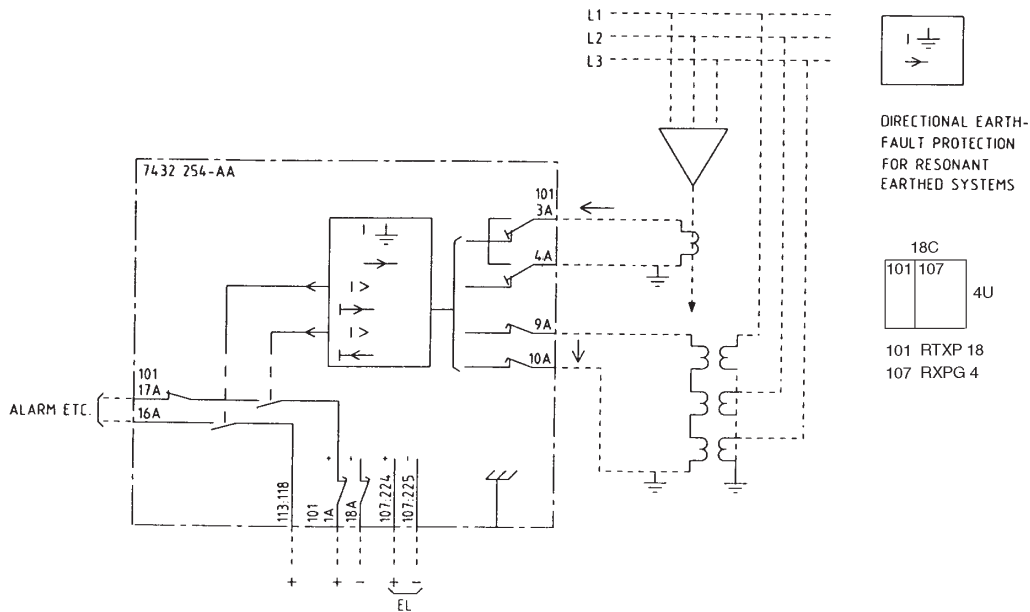 L1
L2
L3
I
DIRECTIONAL EARTH-
FAULT PROTECTION
FOR RESONANT
EARTHED SYSTEMS
7432 254-AA
101
3A
4A
9A
10A
I
I >
I >
18C
101 107
4U
101 RTXP 18
107 RXPG 4
101
17A
16A
ALARM ETC.
+ - + -
113:118
101
1A
18A
107:224
107:225
+ + - + -
EL